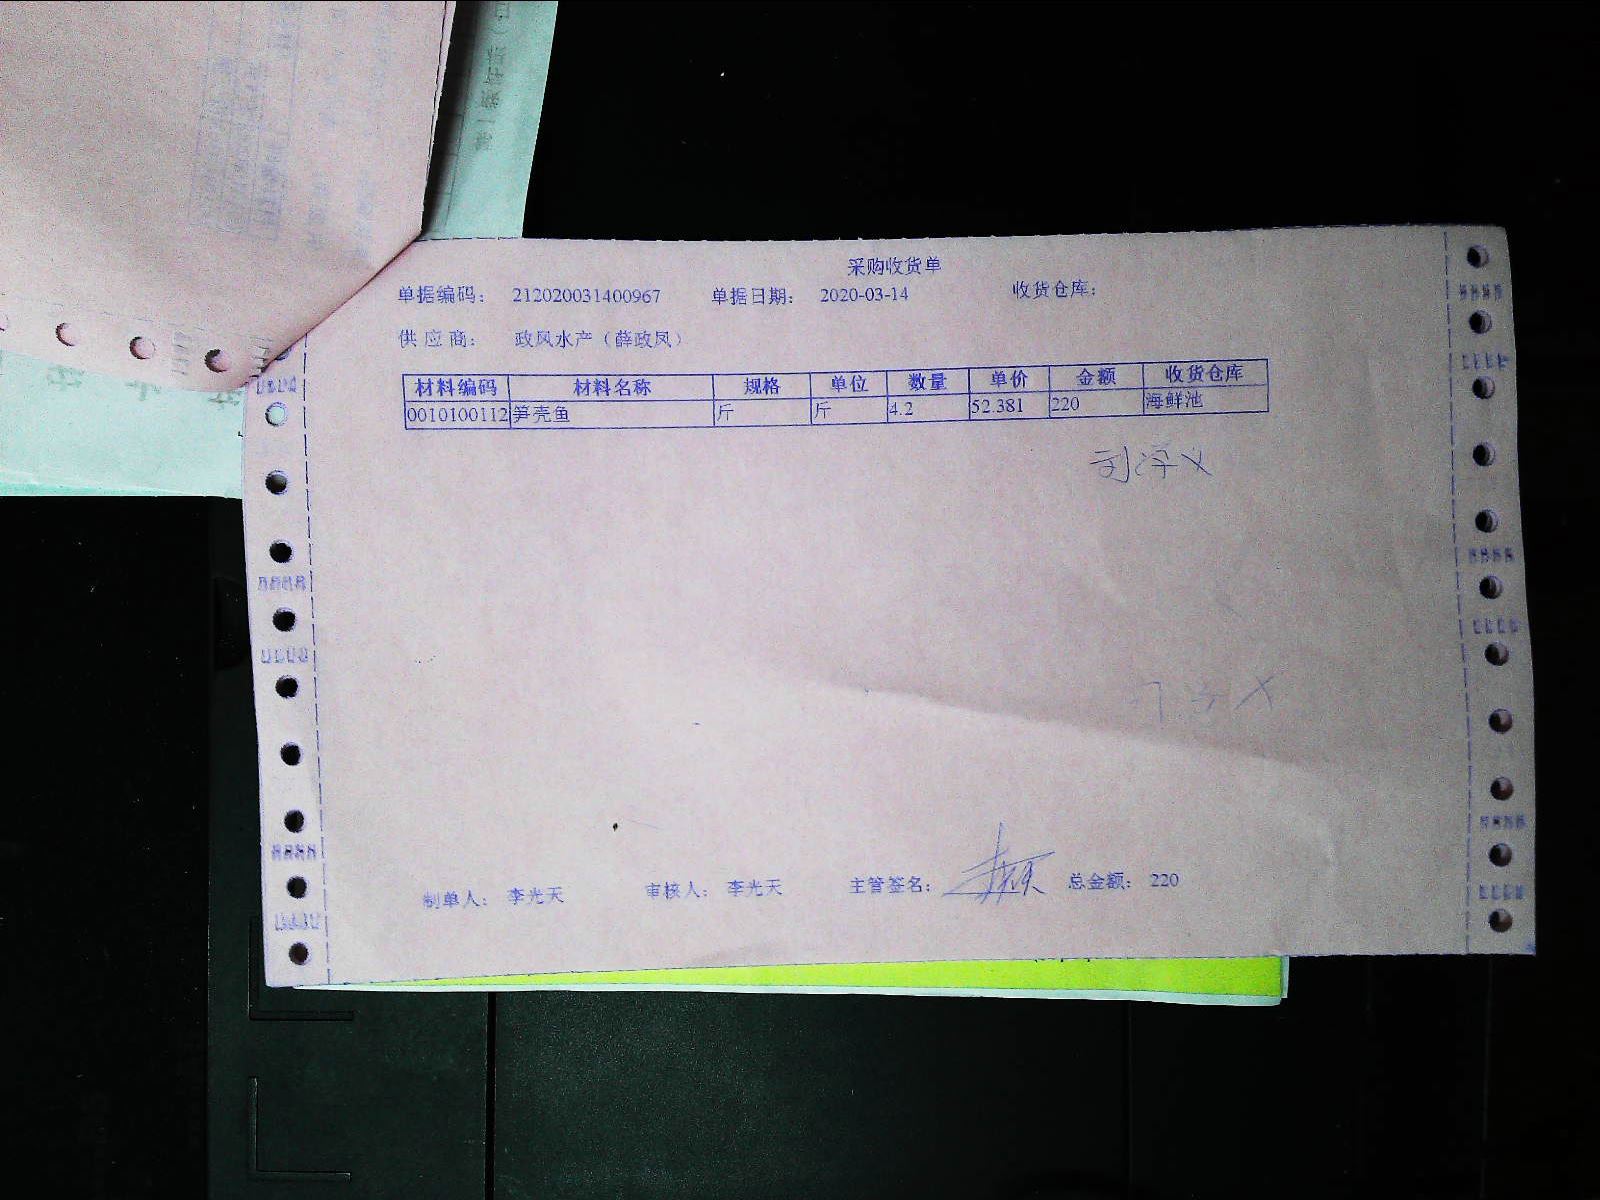 采购收货单
单据编码： 212020031400967 单据日期： 2020-03-14 收货仓库：
供应商： 政风水产（薛政凤）
材料编码 材料名称 规格 单位 数量 单价 金额 收货仓库
0010100112 笋壳鱼 斤 斤 4.2 52.381 220 海鲜池
制单人： 李光天 审核人： 李光天 主管签名： 总金额： 220